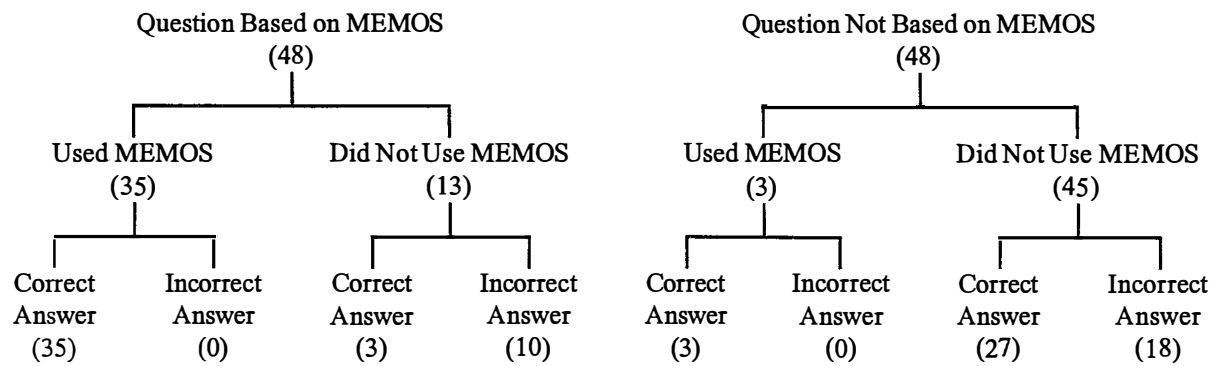 Question Based on MEMOS
(48)
Used MEMOS
(35)
Did Not Use MEMOS
(13)
Correct
Answer
(35)
Incorrect
Answer
(0)
Correct
Answer
(3)
Incorrect
Answer
(10)
Question Not Based on MEMOS
(48)
Used MEMOS
(3)
Did Not Use MEMOS
(45)
Correct
Answer
(3)
Incorrect
Answer
(0)
Correct
Answer
(27)
Incorrect
Answer
(18)